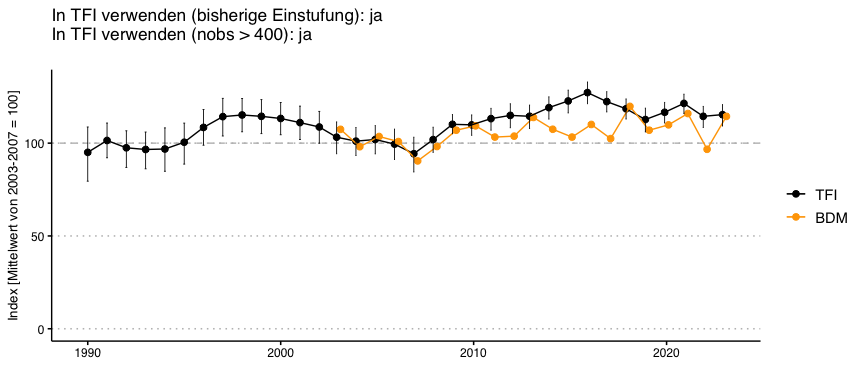 In TFI verwenden (bisherige Einstufung): ja
In TFI verwenden (nobs > 400): ja
Index [Mittelwert von 2003-2007 = 100]
100
50
0
1990
2000
2010
2020
TFI
BDM